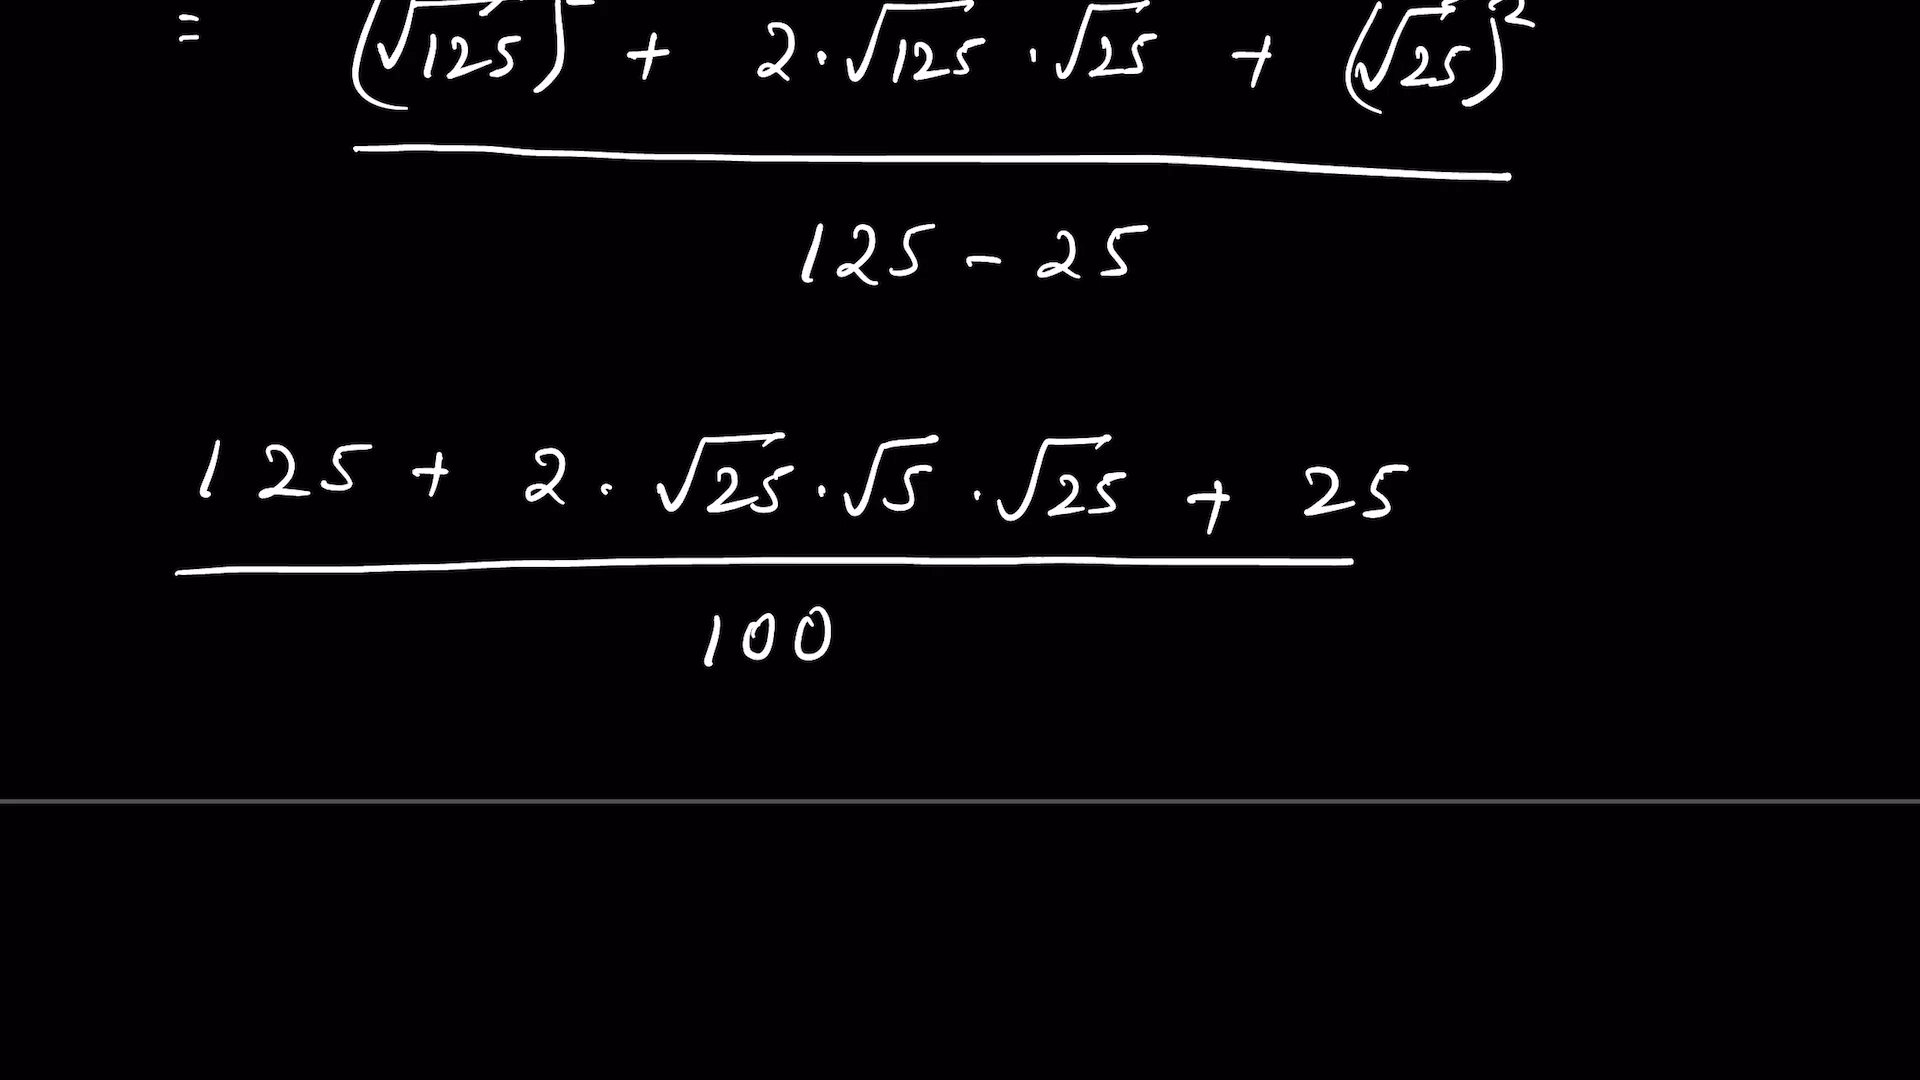 = (√125)² + 2·√125·√25 + (√25)²
125 - 25
125 + 2·√25·√5·√25 + 25
100